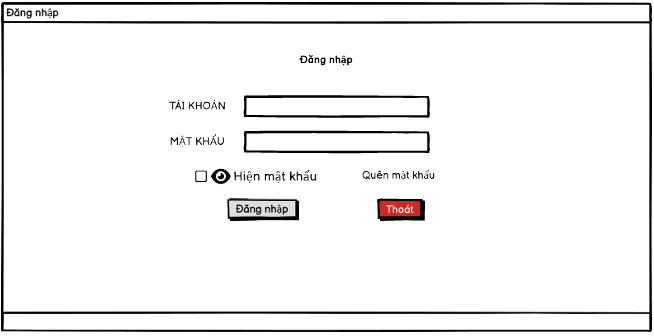 Đăng nhập
Đăng nhập
TÀI KHOẢN
MẬT KHẨU
Hiện mật khẩu Quên mật khẩu
Đăng nhập Thoát